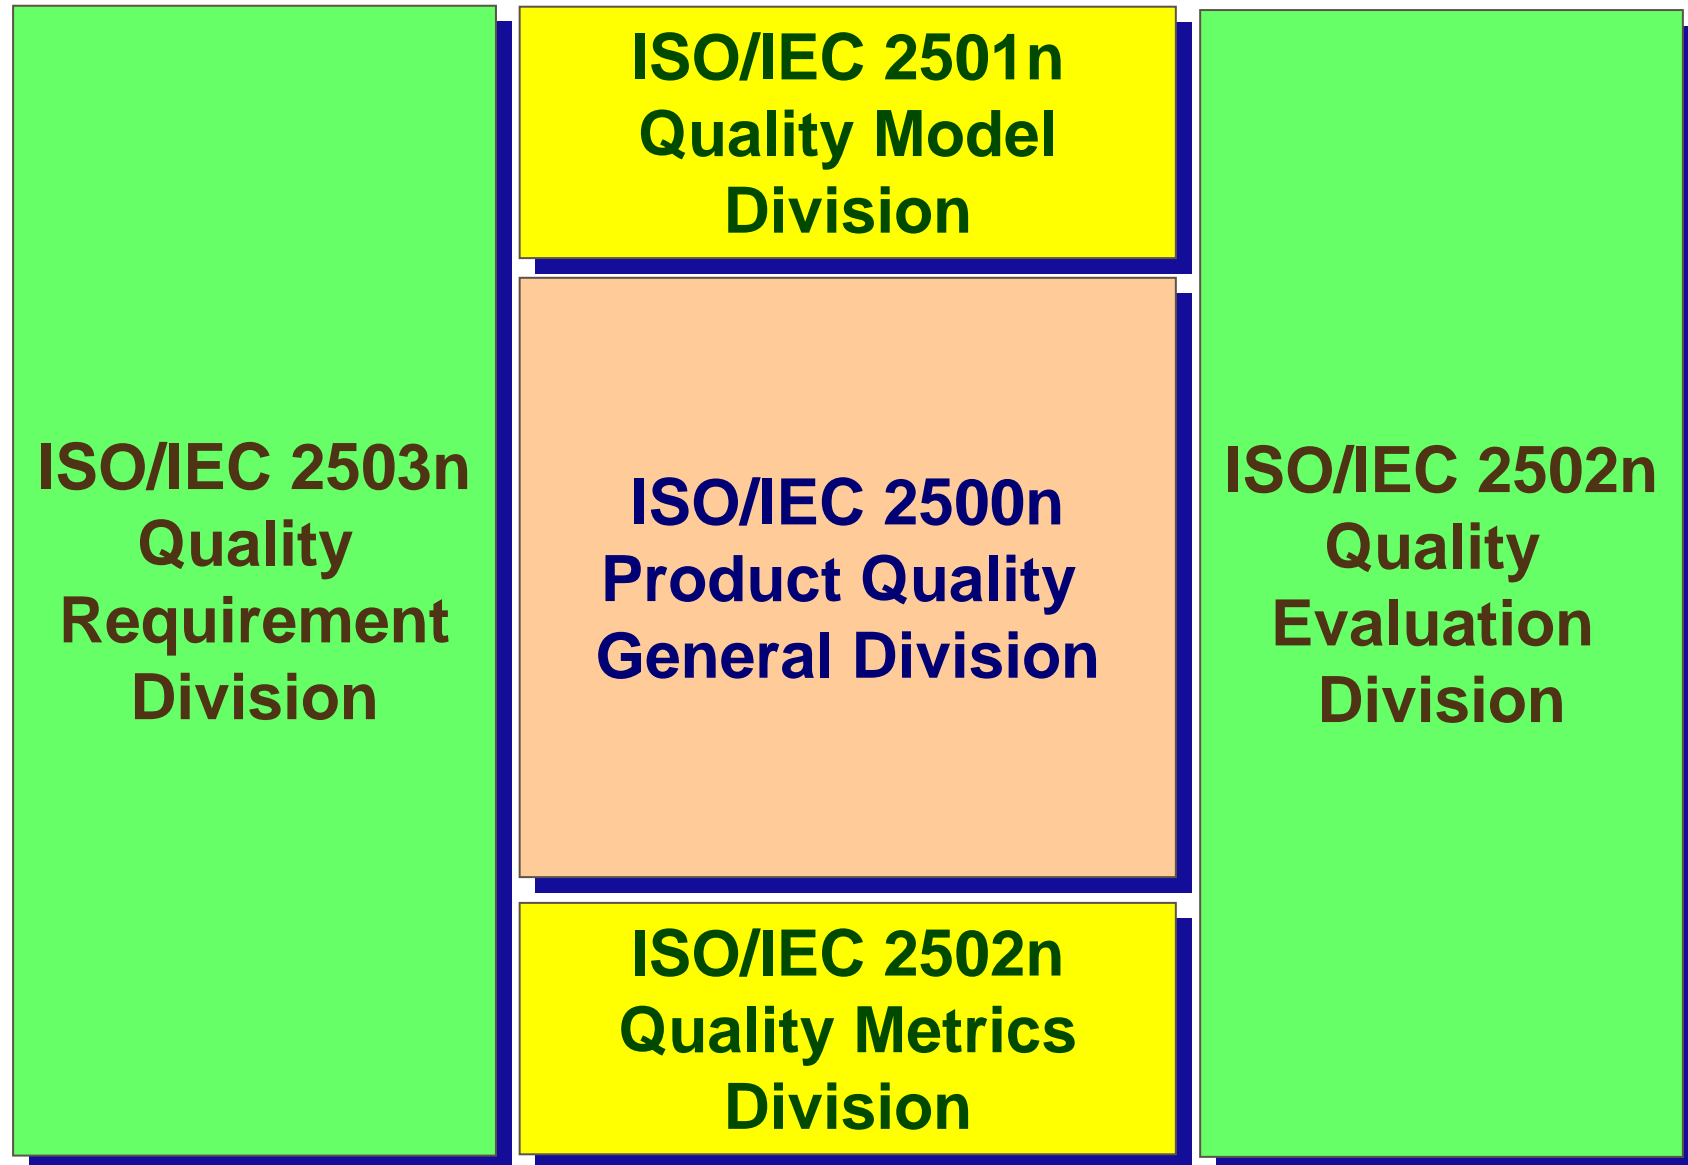 ISO/IEC 2501n
Quality Model
Division
ISO/IEC 2503n
Quality
Requirement
Division
ISO/IEC 2500n
Product Quality
General Division
ISO/IEC 2502n
Quality
Evaluation
Division
ISO/IEC 2502n
Quality Metrics
Division